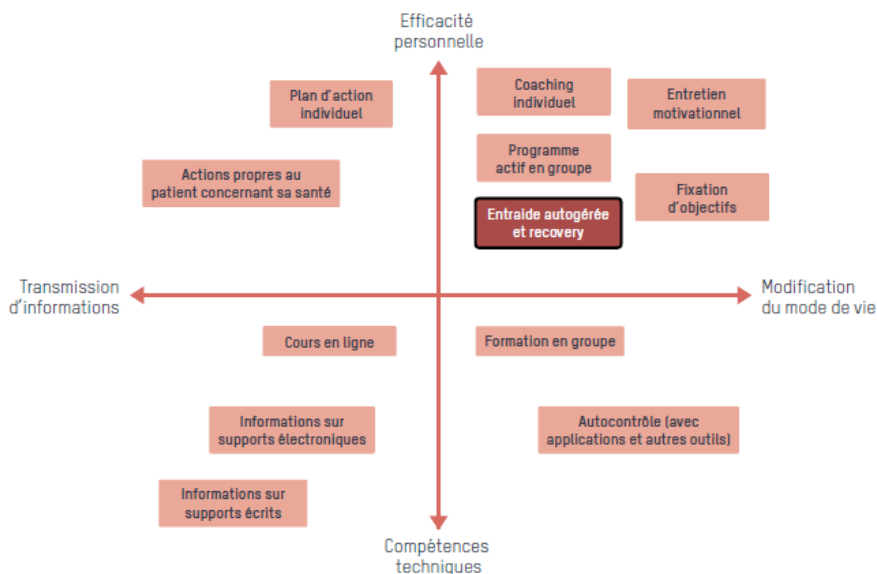 Efficacité
personnelle
Plan d'action
individuel
Coaching
individuel
Entretien
motivationnel
Programme
actif en groupe
Actions propres au
patient concernant sa santé
Fixation
d'objectifs
Entraide autogérée
et recovery
Transmission
d'informations
Modification
du mode de vie
Cours en ligne
Formation en groupe
Informations sur
supports électroniques
Autocontrôle (avec
applications et autres outils)
Informations sur
supports écrits
Compétences
techniques